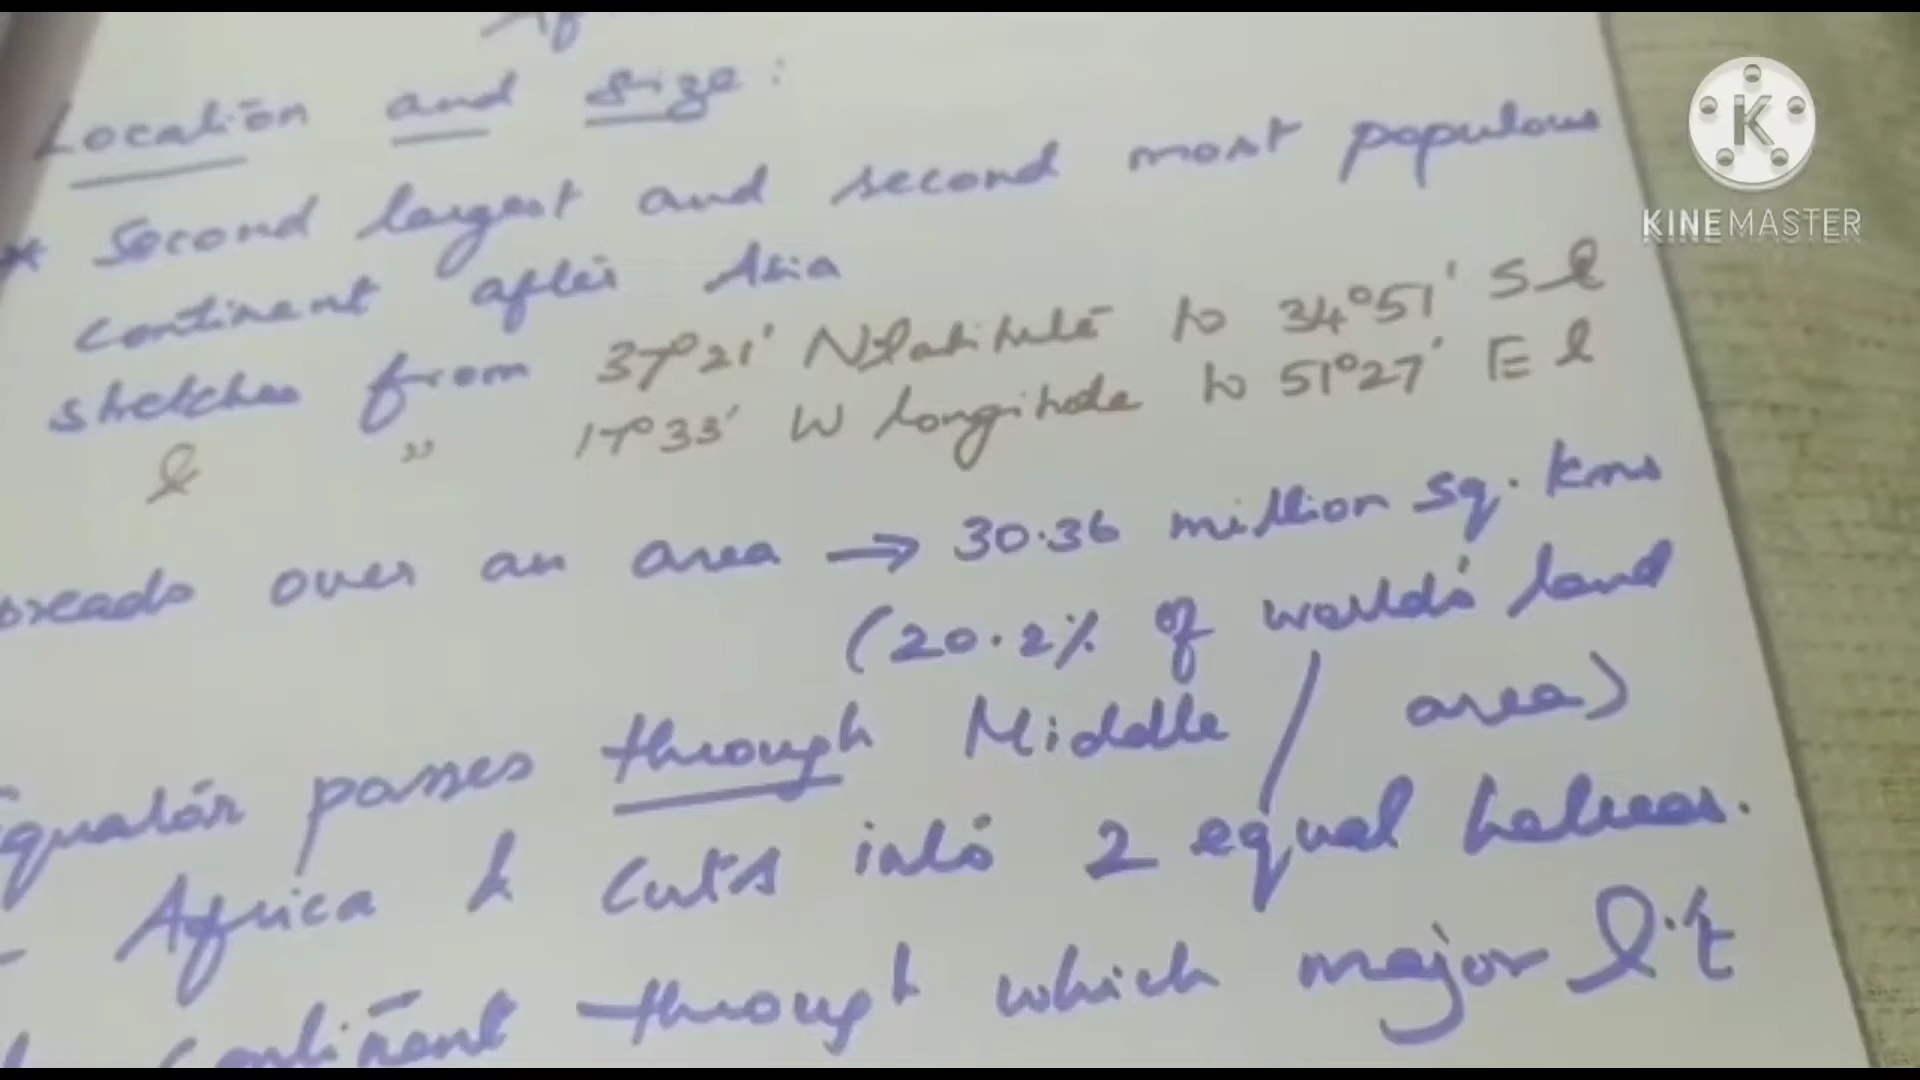 Af
Location and Size:
* Second largest and second most populous
continent after Asia
stretches from 37°21' N latitude to 34°51' S l
l " 17°33' W longitude to 51°27' E l
preads over an area → 30.36 million sq. kms
(20.2% of world's land
area)
Equator passes through Middle
- Africa & cuts into 2 equal halves.
continent through which major l.t
K
KINEMASTER